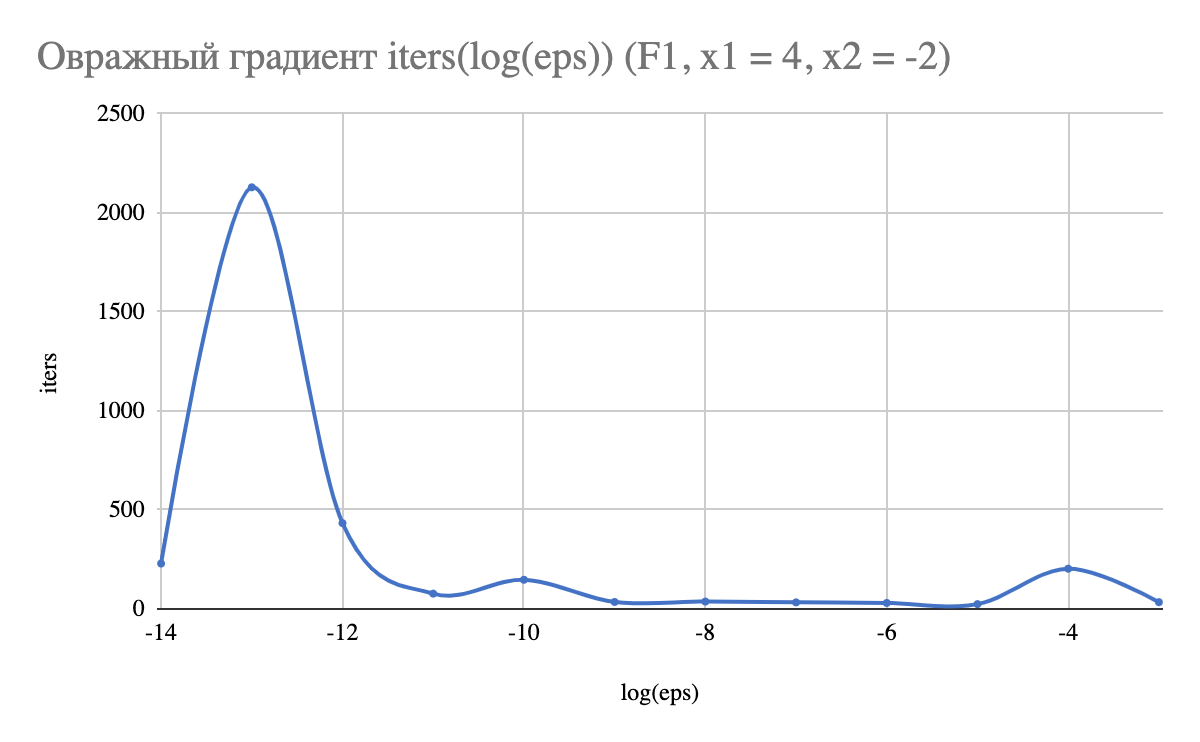 Овражный градиент iters(log(eps)) (F1, x1 = 4, x2 = -2)
2500
2000
1500
1000
500
0
iters
-14 -12 -10 -8 -6 -4
log(eps)